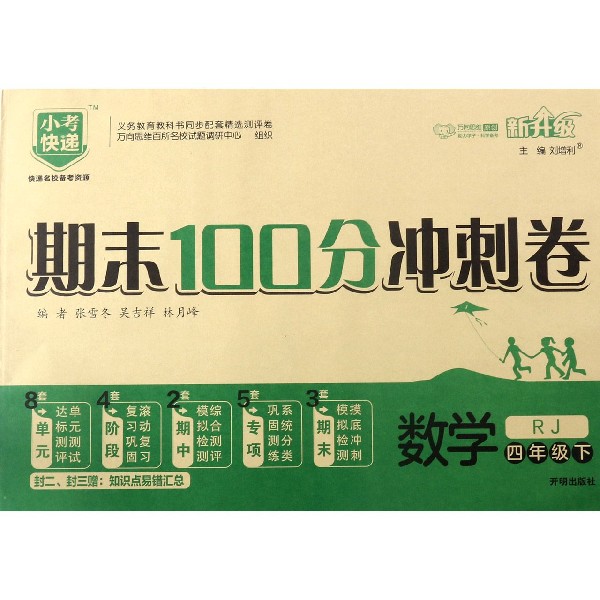 小考
快递
TM
快递名校备考资源
义务教育教科书同步配套精选测评卷
万向思维百所名校试题调研中心 组织
万向思维
新升级
主 编 刘增利®
期末100分冲刺卷
编 者 张雪冬 吴吉祥 林月峰
8套 单元 达标测评 单元测试
4套 阶段 复习巩固 滚动复习
2套 期中 模拟检测 综合测评
5套 专项 巩固测练 系统分类
3套 期末 模拟检测 摸底冲刺
封二、封三赠：知识点易错汇总
数学
RJ
四年级下
开明出版社